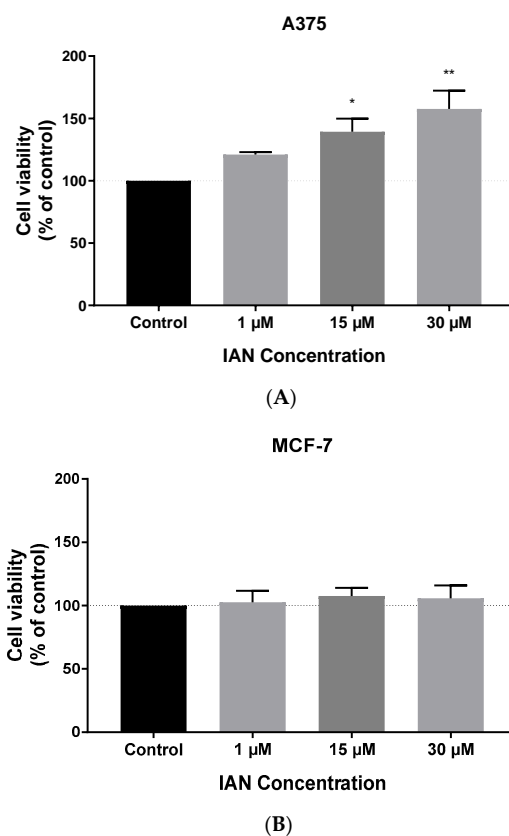 A375
Cell viability
(% of control)
200
150
100
50
0
*
**
Control 1 µM 15 µM 30 µM
IAN Concentration
(A)
MCF-7
Cell viability
(% of control)
200
150
100
50
0
Control 1 µM 15 µM 30 µM
IAN Concentration
(B)